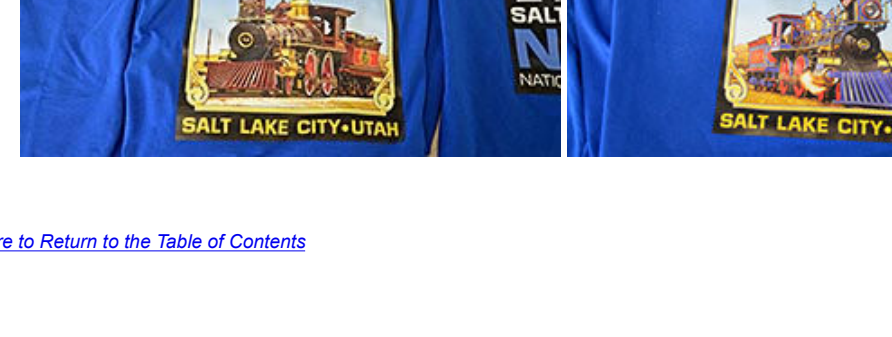 SALT LAKE CITY•UTAH
SALT
N
NATIO
SALT LAKE CITY•
re to Return to the Table of Contents